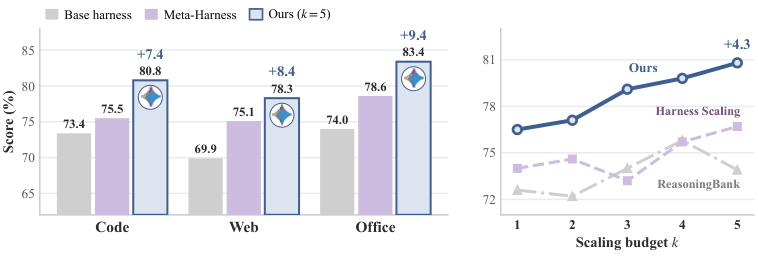 Base harness Meta-Harness Ours (k=5)
Score (%)
85
80
75
70
65
73.4
75.5
+7.4
80.8
69.9
75.1
+8.4
78.3
74.0
78.6
+9.4
83.4
Code Web Office
81
78
75
72
Ours
+4.3
Harness Scaling
ReasoningBank
1 2 3 4 5
Scaling budget k